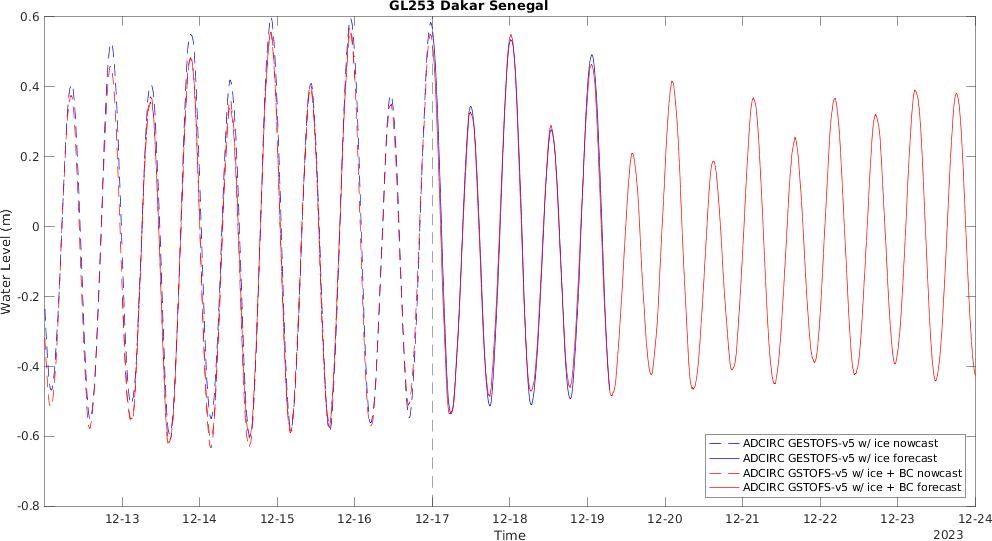 GL253 Dakar Senegal
0.6
0.4
0.2
0
-0.2
-0.4
-0.6
-0.8
Water Level (m)
ADCIRC GESTOFS-v5 w/ ice nowcast
ADCIRC GESTOFS-v5 w/ ice forecast
ADCIRC GSTOFS-v5 w/ ice + BC nowcast
ADCIRC GSTOFS-v5 w/ ice + BC forecast
12-13 12-14 12-15 12-16 12-17 12-18 12-19 12-20 12-21 12-22 12-23 12-24
Time
2023